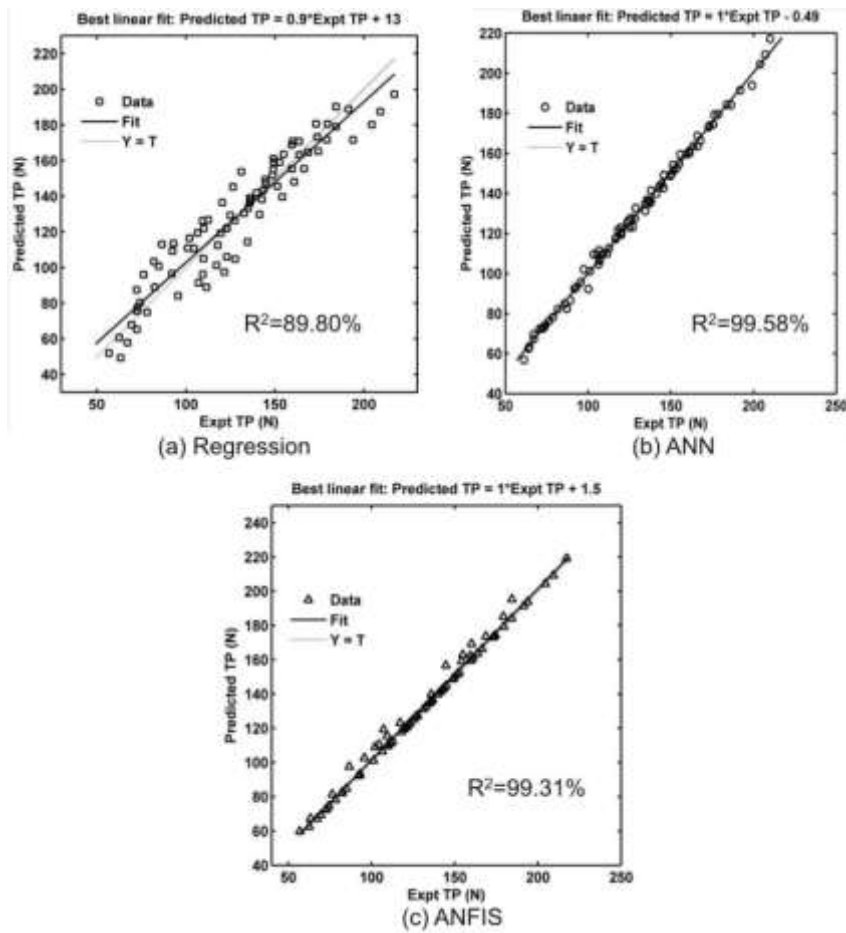 Best linaer fit: Predicted TP = 0.9*Expt TP + 13
220
200
180
160
140
120
100
80
60
40
Predicted TP (N)
Data
Fit
Y = T
R²=89.80%
50 100 150 200
Expt TP (N)
(a) Regression
Best linear fit: Predicted TP = 1*Expt TP - 0.49
220
200
180
160
140
120
100
80
60
40
Predicted TP (N)
Data
Fit
Y = T
R²=99.58%
50 100 150 200 250
Expt TP (N)
(b) ANN
Best linear fit: Predicted TP = 1*Expt TP + 1.5
240
220
200
180
160
140
120
100
80
60
40
Predicted TP (N)
Data
Fit
Y = T
R²=99.31%
50 100 150 200 250
Expt TP (N)
(c) ANFIS